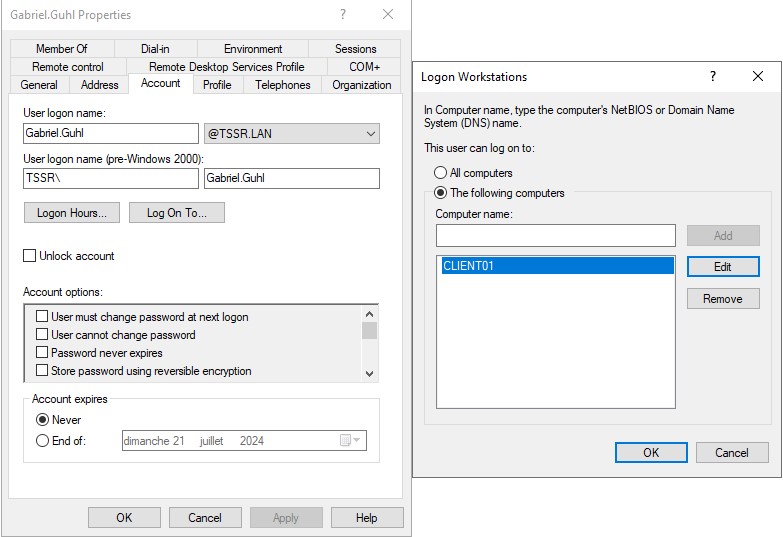 Gabriel.Guhl Properties
Member Of Dial-in Environment Sessions
Remote control Remote Desktop Services Profile COM+
General Address Account Profile Telephones Organization
User logon name:
Gabriel.Guhl @TSSR.LAN
User logon name (pre-Windows 2000):
TSSR\ Gabriel.Guhl
Logon Hours... Log On To...
Unlock account
Account options:
User must change password at next logon
User cannot change password
Password never expires
Store password using reversible encryption
Account expires
Never
End of: dimanche 21 juillet 2024
OK Cancel Apply Help
Logon Workstations
In Computer name, type the computer's NetBIOS or Domain Name
System (DNS) name.
This user can log on to:
All computers
The following computers
Computer name:
Add
CLIENT01 Edit
Remove
OK Cancel